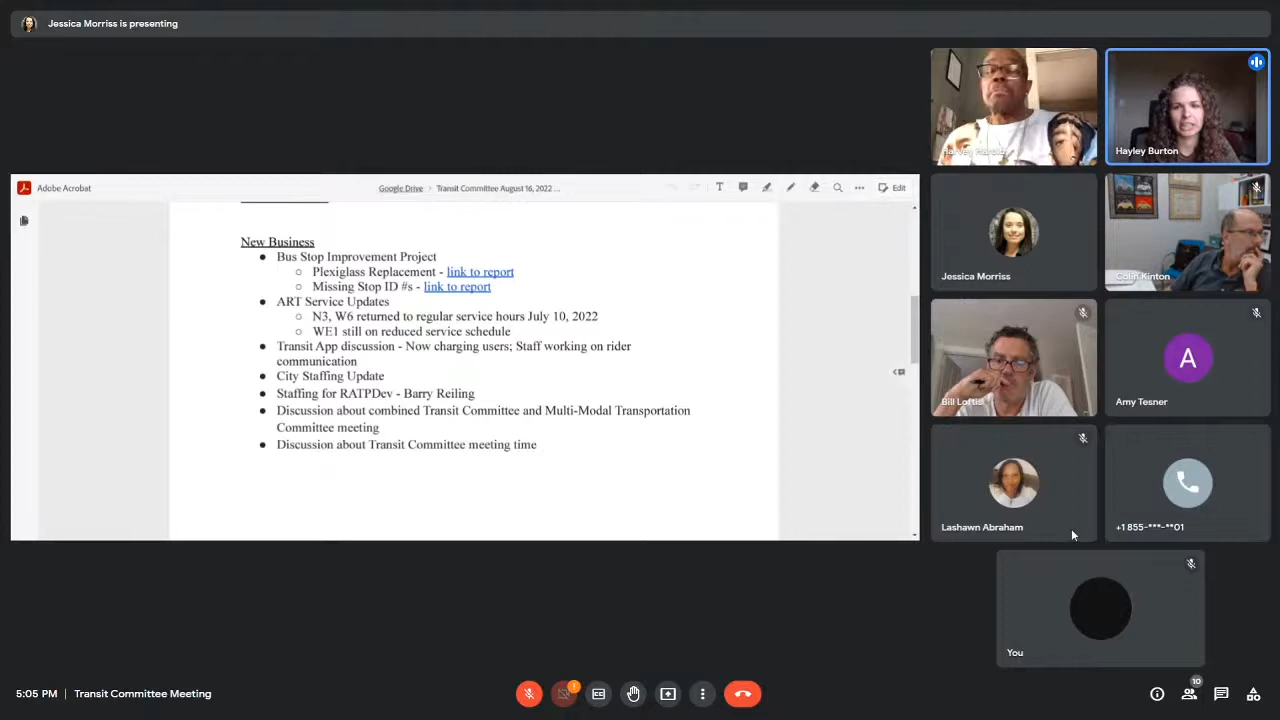 Jessica Morriss is presenting
Adobe Acrobat
Google Drive > Transit Committee August 16, 2022 ...
T
Edit
New Business
● Bus Stop Improvement Project
○ Plexiglass Replacement - link to report
○ Missing Stop ID #s - link to report
● ART Service Updates
○ N3, W6 returned to regular service hours July 10, 2022
○ WE1 still on reduced service schedule
● Transit App discussion - Now charging users; Staff working on rider
communication
● City Staffing Update
● Staffing for RATPDev - Barry Reiling
● Discussion about combined Transit Committee and Multi-Modal Transportation
Committee meeting
● Discussion about Transit Committee meeting time
Hayley Burton
Jessica Morriss
Colin Kinton
Bill Loftis
A
Amy Tesner
Lashawn Abraham
+1 855-***-**01
You
5:05 PM | Transit Committee Meeting
CC
10